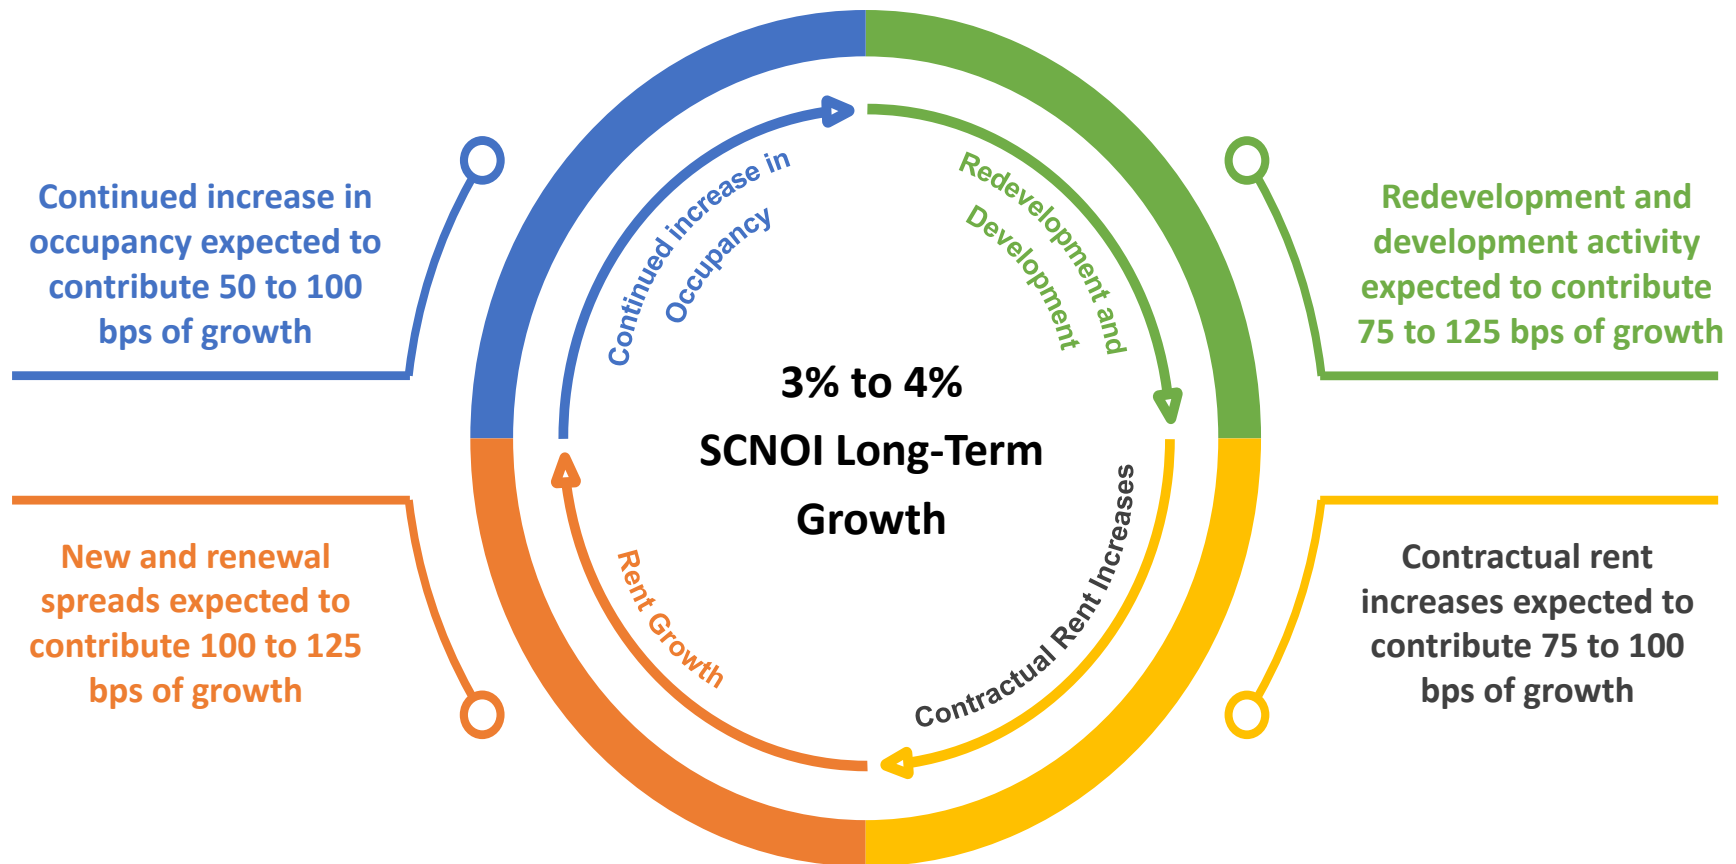 Continued increase in
occupancy expected to
contribute 50 to 100
bps of growth
Continued increase in
Occupancy
Redevelopment and
Development
Redevelopment and
development activity
expected to contribute
75 to 125 bps of growth
3% to 4%
SCNOI Long-Term
Growth
New and renewal
spreads expected to
contribute 100 to 125
bps of growth
Rent Growth
Contractual Rent Increases
Contractual rent
increases expected to
contribute 75 to 100
bps of growth